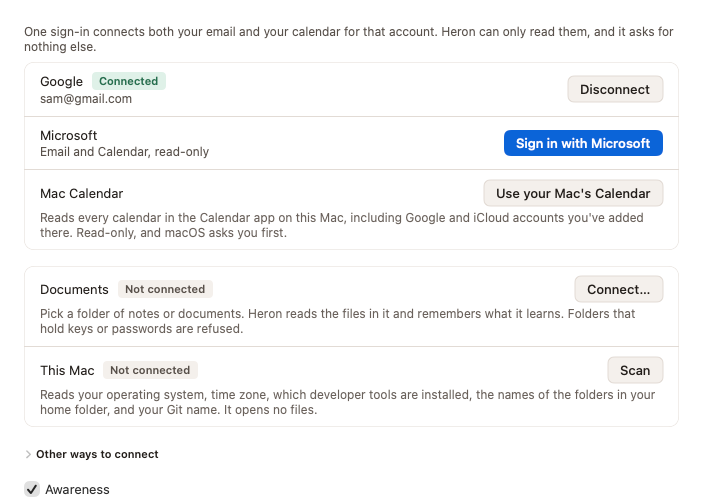 One sign-in connects both your email and your calendar for that account. Heron can only read them, and it asks for
nothing else.
Google Connected
sam@gmail.com
Disconnect
Microsoft
Email and Calendar, read-only
Sign in with Microsoft
Mac Calendar
Use your Mac's Calendar
Reads every calendar in the Calendar app on this Mac, including Google and iCloud accounts you've added
there. Read-only, and macOS asks you first.
Documents Not connected
Connect...
Pick a folder of notes or documents. Heron reads the files in it and remembers what it learns. Folders that
hold keys or passwords are refused.
This Mac Not connected
Scan
Reads your operating system, time zone, which developer tools are installed, the names of the folders in your
home folder, and your Git name. It opens no files.
Other ways to connect
Awareness